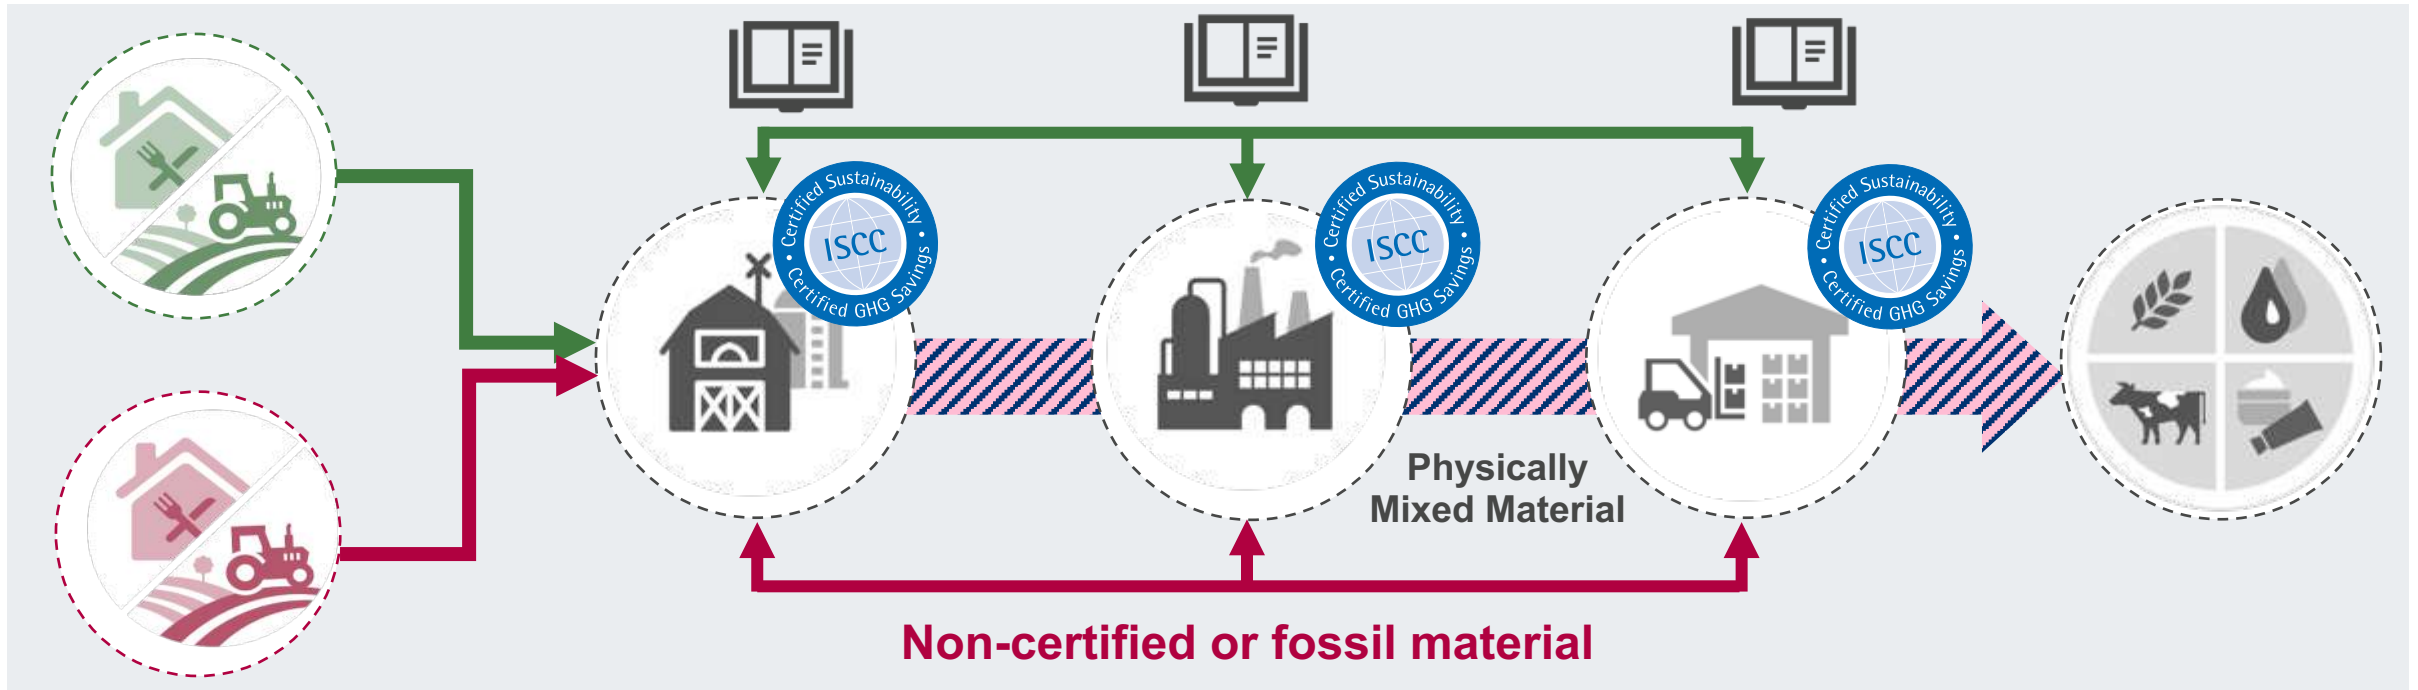 Certified Sustainability
ISCC
Certified GHG Savings
Certified Sustainability
ISCC
Certified GHG Savings
Certified Sustainability
ISCC
Certified GHG Savings
Physically
Mixed Material
Non-certified or fossil material